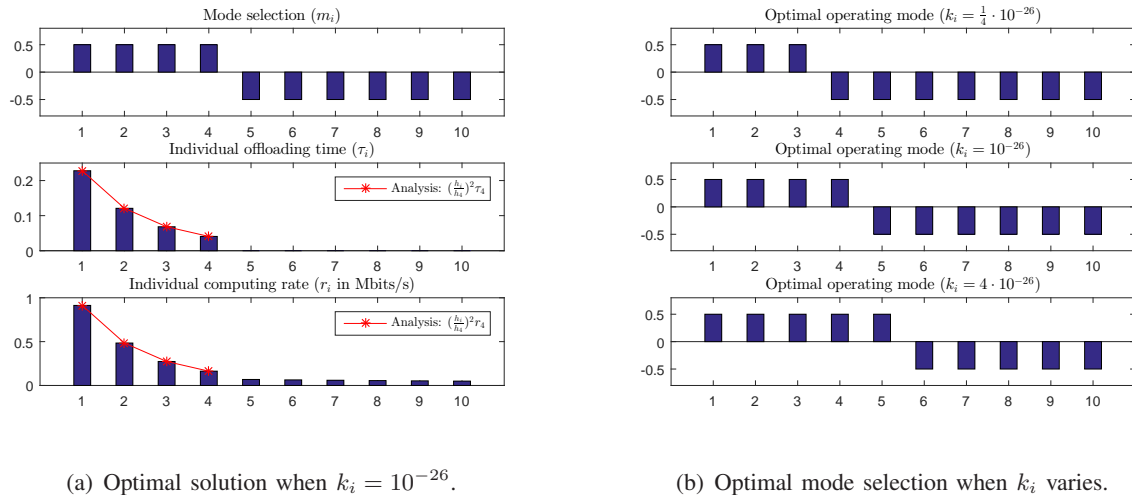 Mode selection (m_i)
0.5
0
-0.5
1 2 3 4 5 6 7 8 9 10
Individual offloading time (τ_i)
0.2
0.1
0
Analysis: (h_i/h_4)^2 τ_4
1 2 3 4 5 6 7 8 9 10
Individual computing rate (r_i in Mbits/s)
1
0.5
0
Analysis: (h_i/h_4)^2 r_4
1 2 3 4 5 6 7 8 9 10
(a) Optimal solution when k_i = 10^{-26}.
Optimal operating mode (k_i = 1/4 · 10^{-26})
0.5
0
-0.5
1 2 3 4 5 6 7 8 9 10
Optimal operating mode (k_i = 10^{-26})
0.5
0
-0.5
1 2 3 4 5 6 7 8 9 10
Optimal operating mode (k_i = 4 · 10^{-26})
0.5
0
-0.5
1 2 3 4 5 6 7 8 9 10
(b) Optimal mode selection when k_i varies.